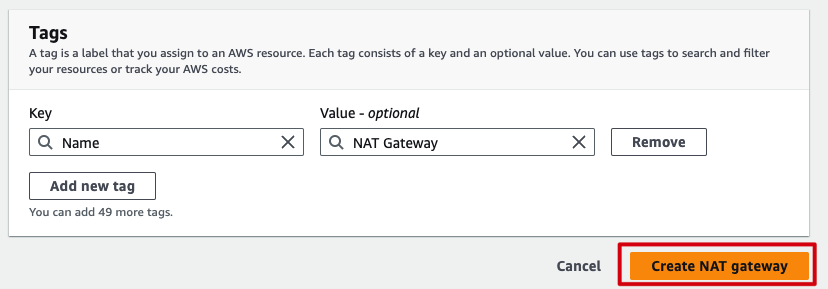 Tags
A tag is a label that you assign to an AWS resource. Each tag consists of a key and an optional value. You can use tags to search and filter
your resources or track your AWS costs.
Key Value - optional
Name NAT Gateway Remove
Add new tag
You can add 49 more tags.
Cancel Create NAT gateway